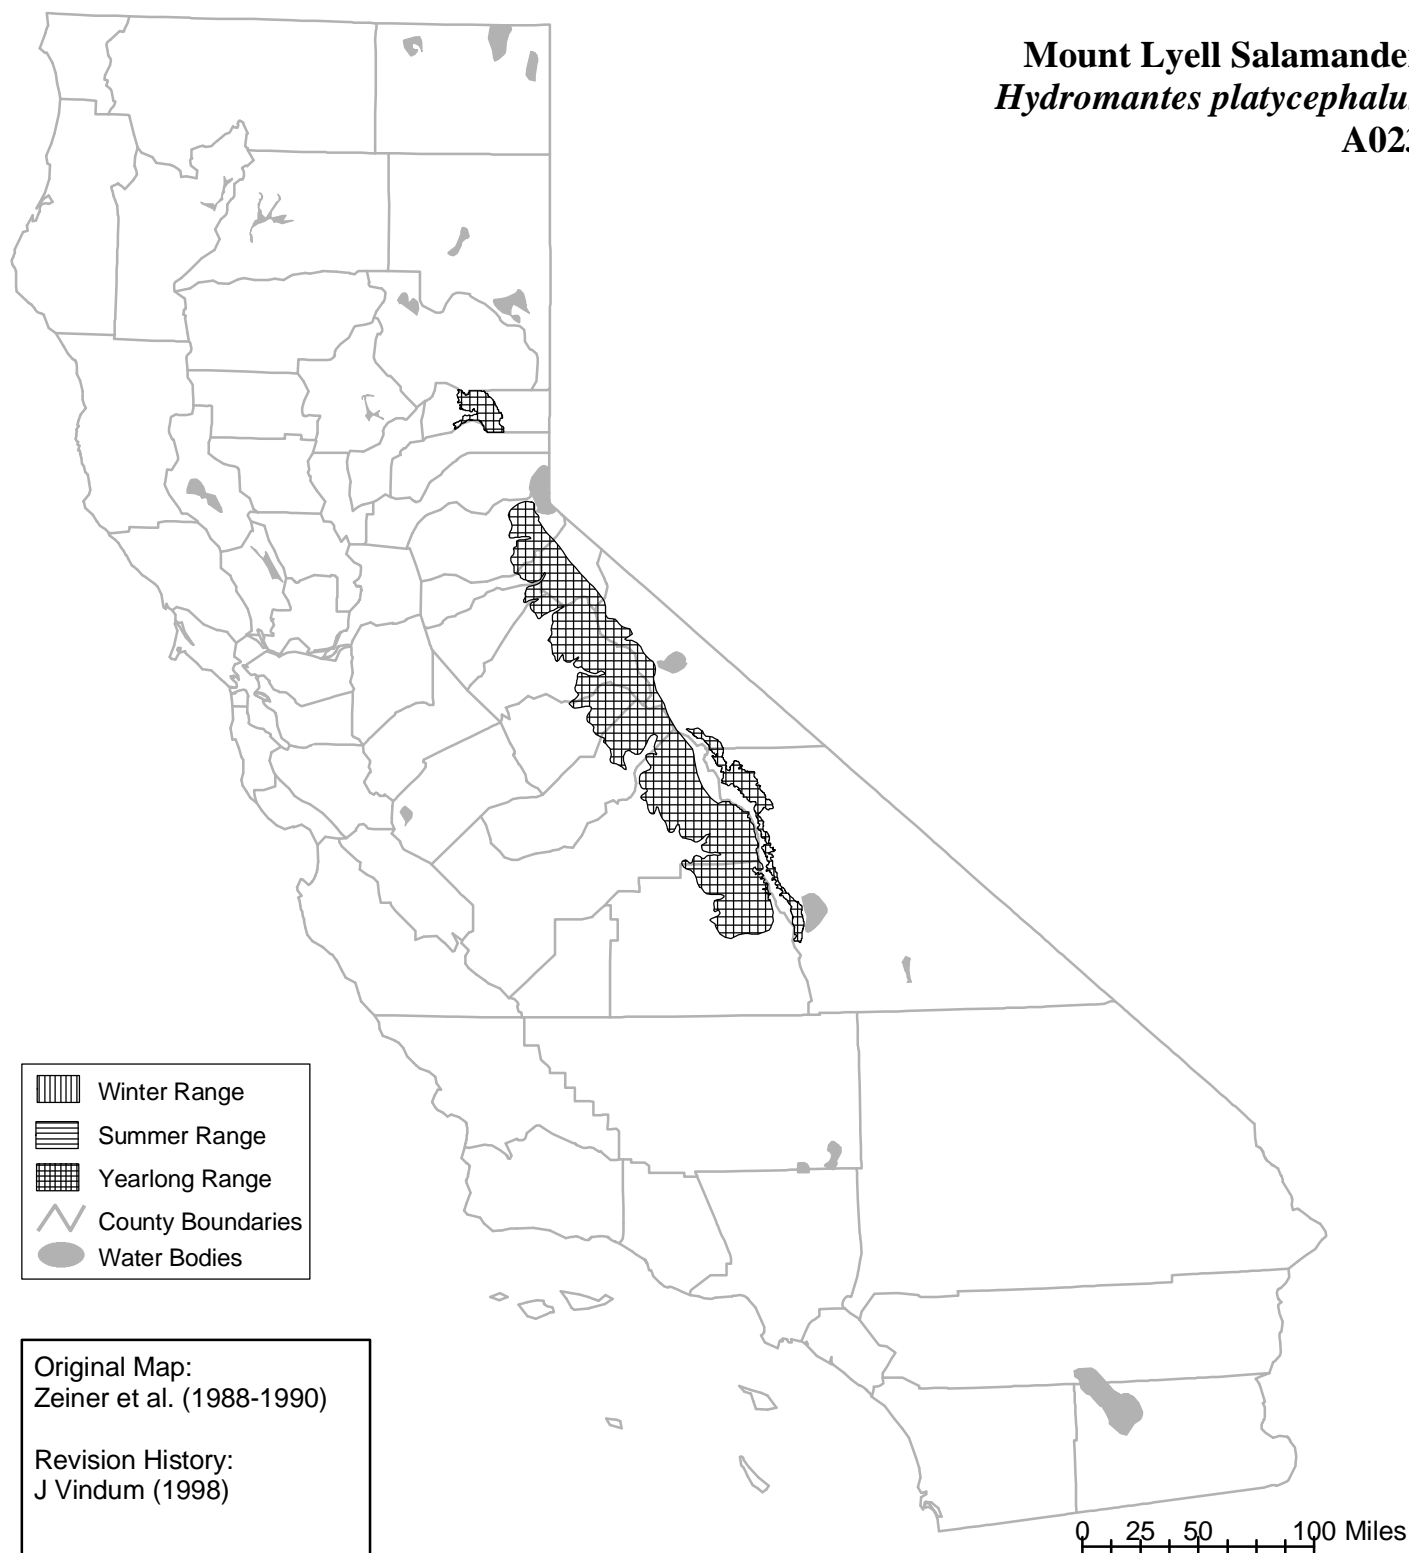 Mount Lyell Salamander
Hydromantes platycephalus
A023
Winter Range
Summer Range
Yearlong Range
County Boundaries
Water Bodies
Original Map:
Zeiner et al. (1988-1990)
Revision History:
J Vindum (1998)
0 25 50 100 Miles